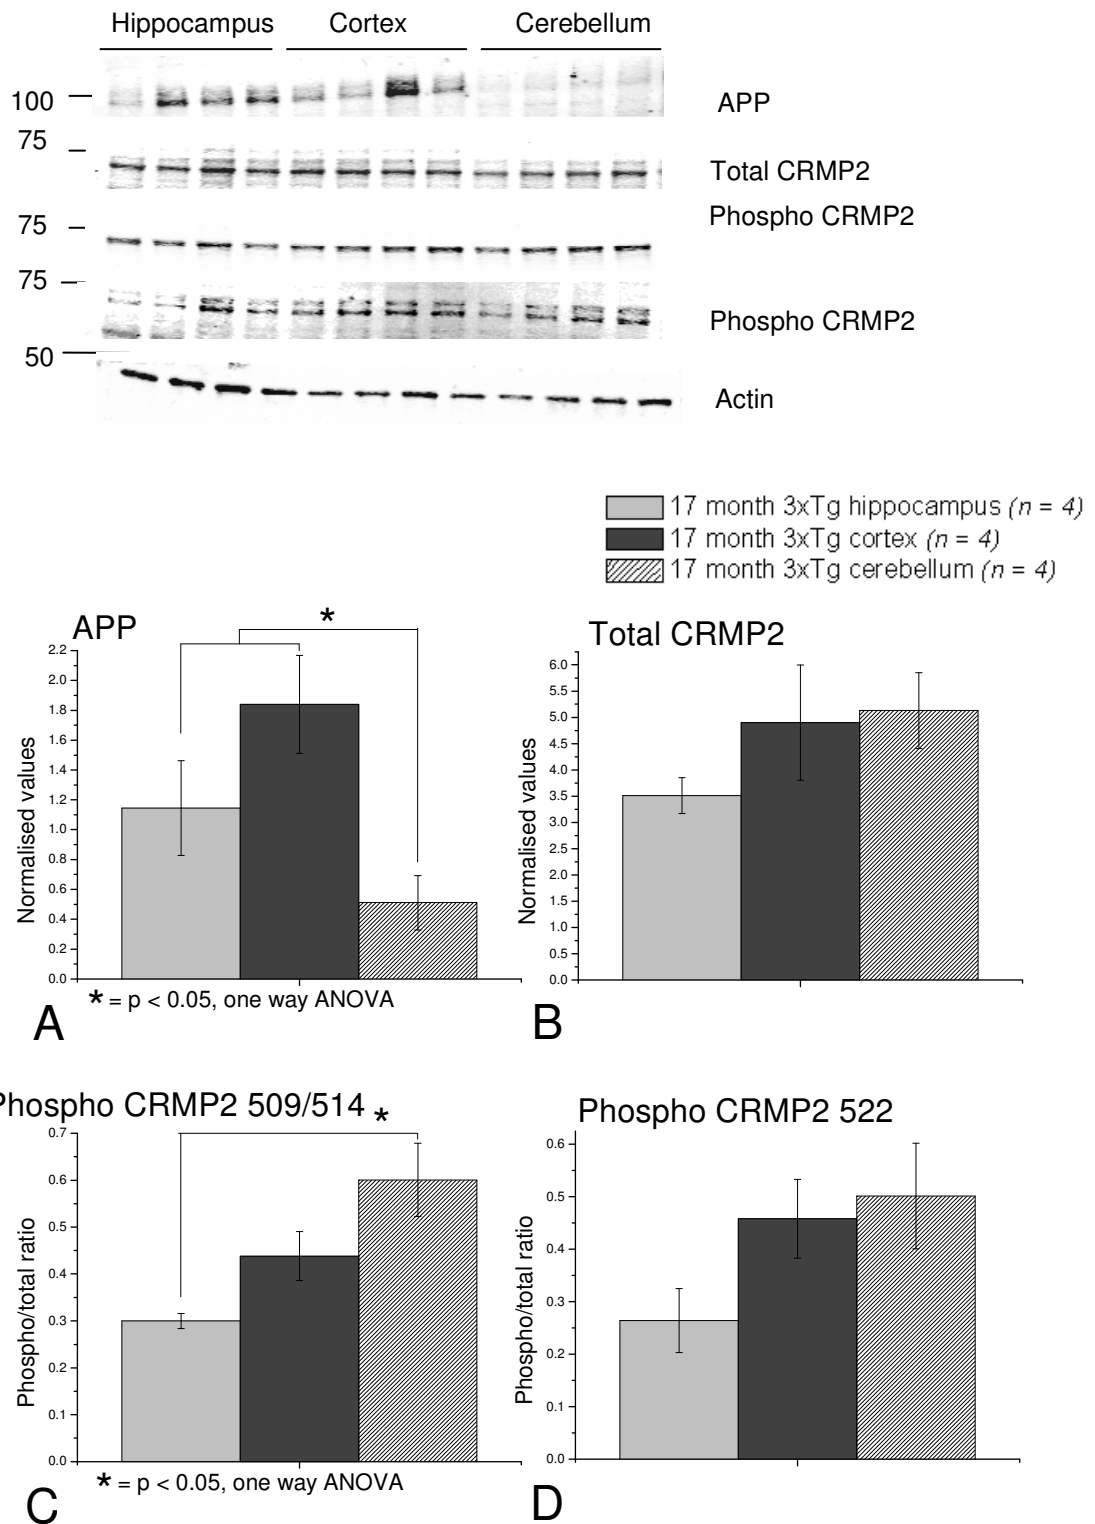 Hippocampus Cortex Cerebellum
100
APP
75
Total CRMP2
Phospho CRMP2
75
75
Phospho CRMP2
50
Actin
17 month 3xTg hippocampus (n = 4)
17 month 3xTg cortex (n = 4)
17 month 3xTg cerebellum (n = 4)
APP
*
Normalised values
2.2
2.0
1.8
1.6
1.4
1.2
1.0
0.8
0.6
0.4
0.2
0.0
* = p < 0.05, one way ANOVA
A
Total CRMP2
Normalised values
6.0
5.5
5.0
4.5
4.0
3.5
3.0
2.5
2.0
1.5
1.0
0.5
0.0
B
Phospho CRMP2 509/514
*
Phospho/total ratio
0.7
0.6
0.5
0.4
0.3
0.2
0.1
0.0
* = p < 0.05, one way ANOVA
C
Phospho CRMP2 522
Phospho/total ratio
0.6
0.5
0.4
0.3
0.2
0.1
0.0
D